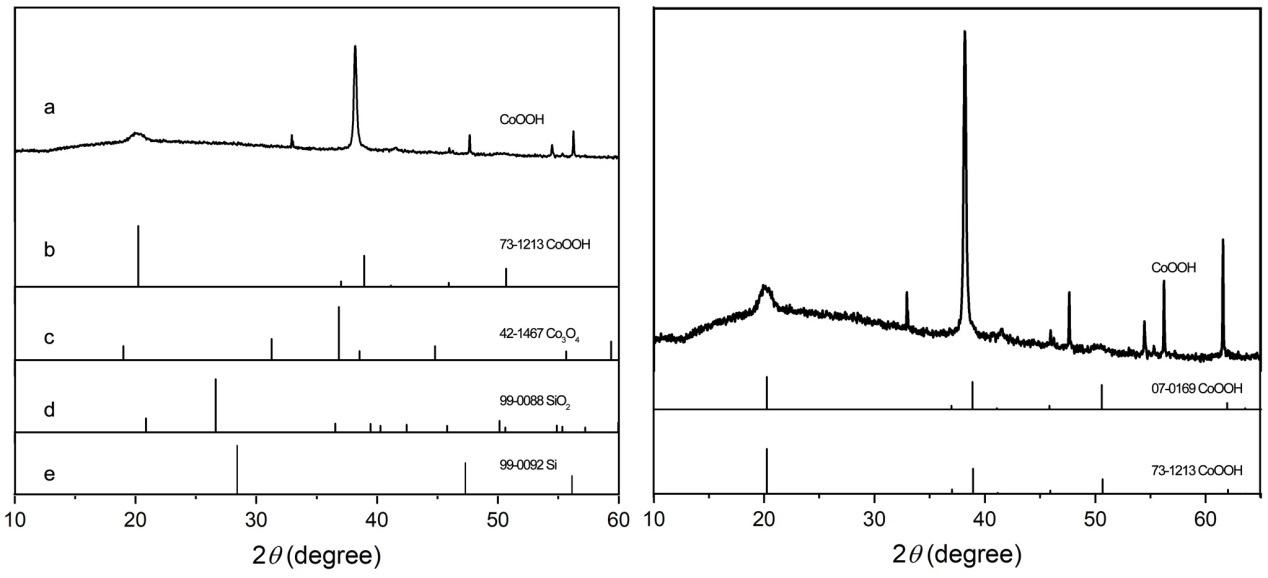 a
CoOOH
b
73-1213 CoOOH
c
42-1467 Co₃O₄
d
99-0088 SiO₂
e
99-0092 Si
10 20 30 40 50 60
2θ (degree)
CoOOH
07-0169 CoOOH
73-1213 CoOOH
10 20 30 40 50 60
2θ (degree)